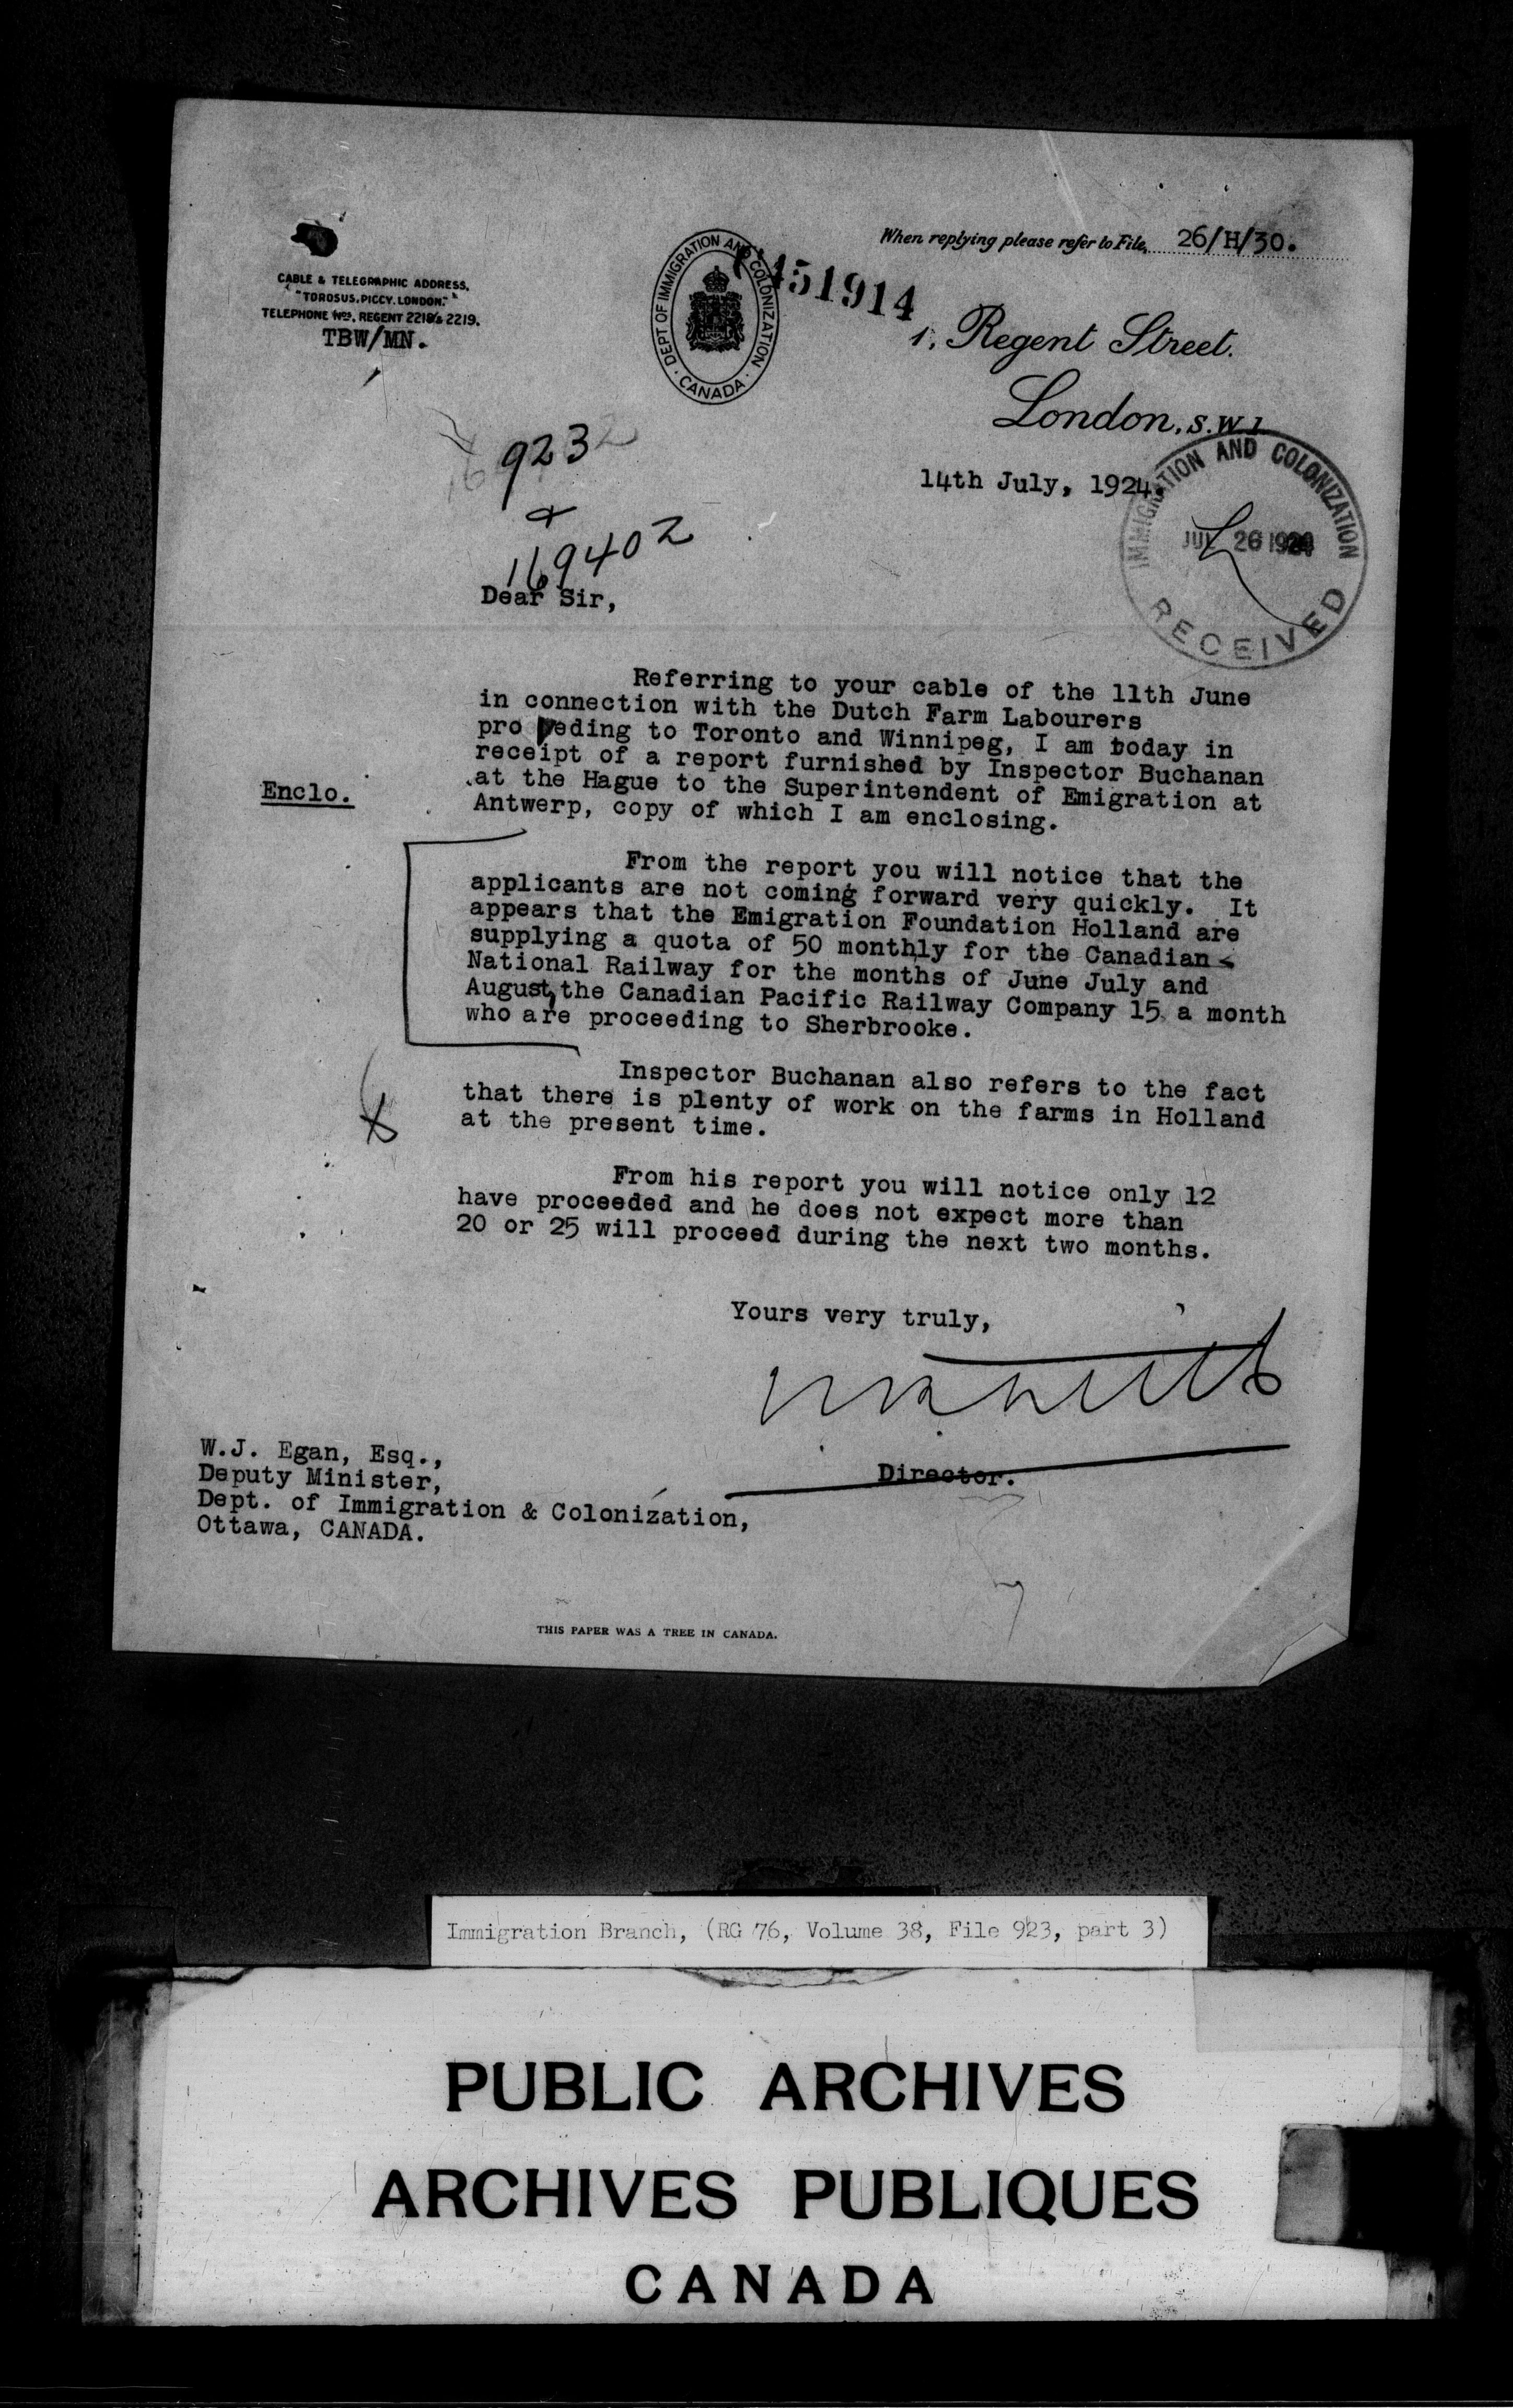 When replying please refer to File, 26/H/30.
CABLE & TELEGRAPHIC ADDRESS,
"TOROSUS. PICCY. LONDON."
TELEPHONE Nos. REGENT 2218 & 2219.
TBW/MN.
DEPT OF IMMIGRATION AND COLONIZATION
CANADA
451914
1, Regent Street.
London, S.W.1
923
&
169402
14th July, 1924.
IMMIGRATION AND COLONIZATION
JUL 26 1924
RECEIVED
Dear Sir,
Referring to your cable of the 11th June
in connection with the Dutch Farm Labourers
pro eding to Toronto and Winnipeg, I am today in
receipt of a report furnished by Inspector Buchanan
Enclo. at the Hague to the Superintendent of Emigration at
Antwerp, copy of which I am enclosing.
From the report you will notice that the
applicants are not coming forward very quickly. It
appears that the Emigration Foundation Holland are
supplying a quota of 50 monthly for the Canadian
National Railway for the months of June July and
August, the Canadian Pacific Railway Company 15 a month
who are proceeding to Sherbrooke.
Inspector Buchanan also refers to the fact
that there is plenty of work on the farms in Holland
at the present time.
From his report you will notice only 12
have proceeded and he does not expect more than
20 or 25 will proceed during the next two months.
Yours very truly,
Director.
W.J. Egan, Esq.,
Deputy Minister,
Dept. of Immigration & Colonization,
Ottawa, CANADA.
THIS PAPER WAS A TREE IN CANADA.
Immigration Branch, (RG 76, Volume 38, File 923, part 3)
PUBLIC ARCHIVES
ARCHIVES PUBLIQUES
CANADA